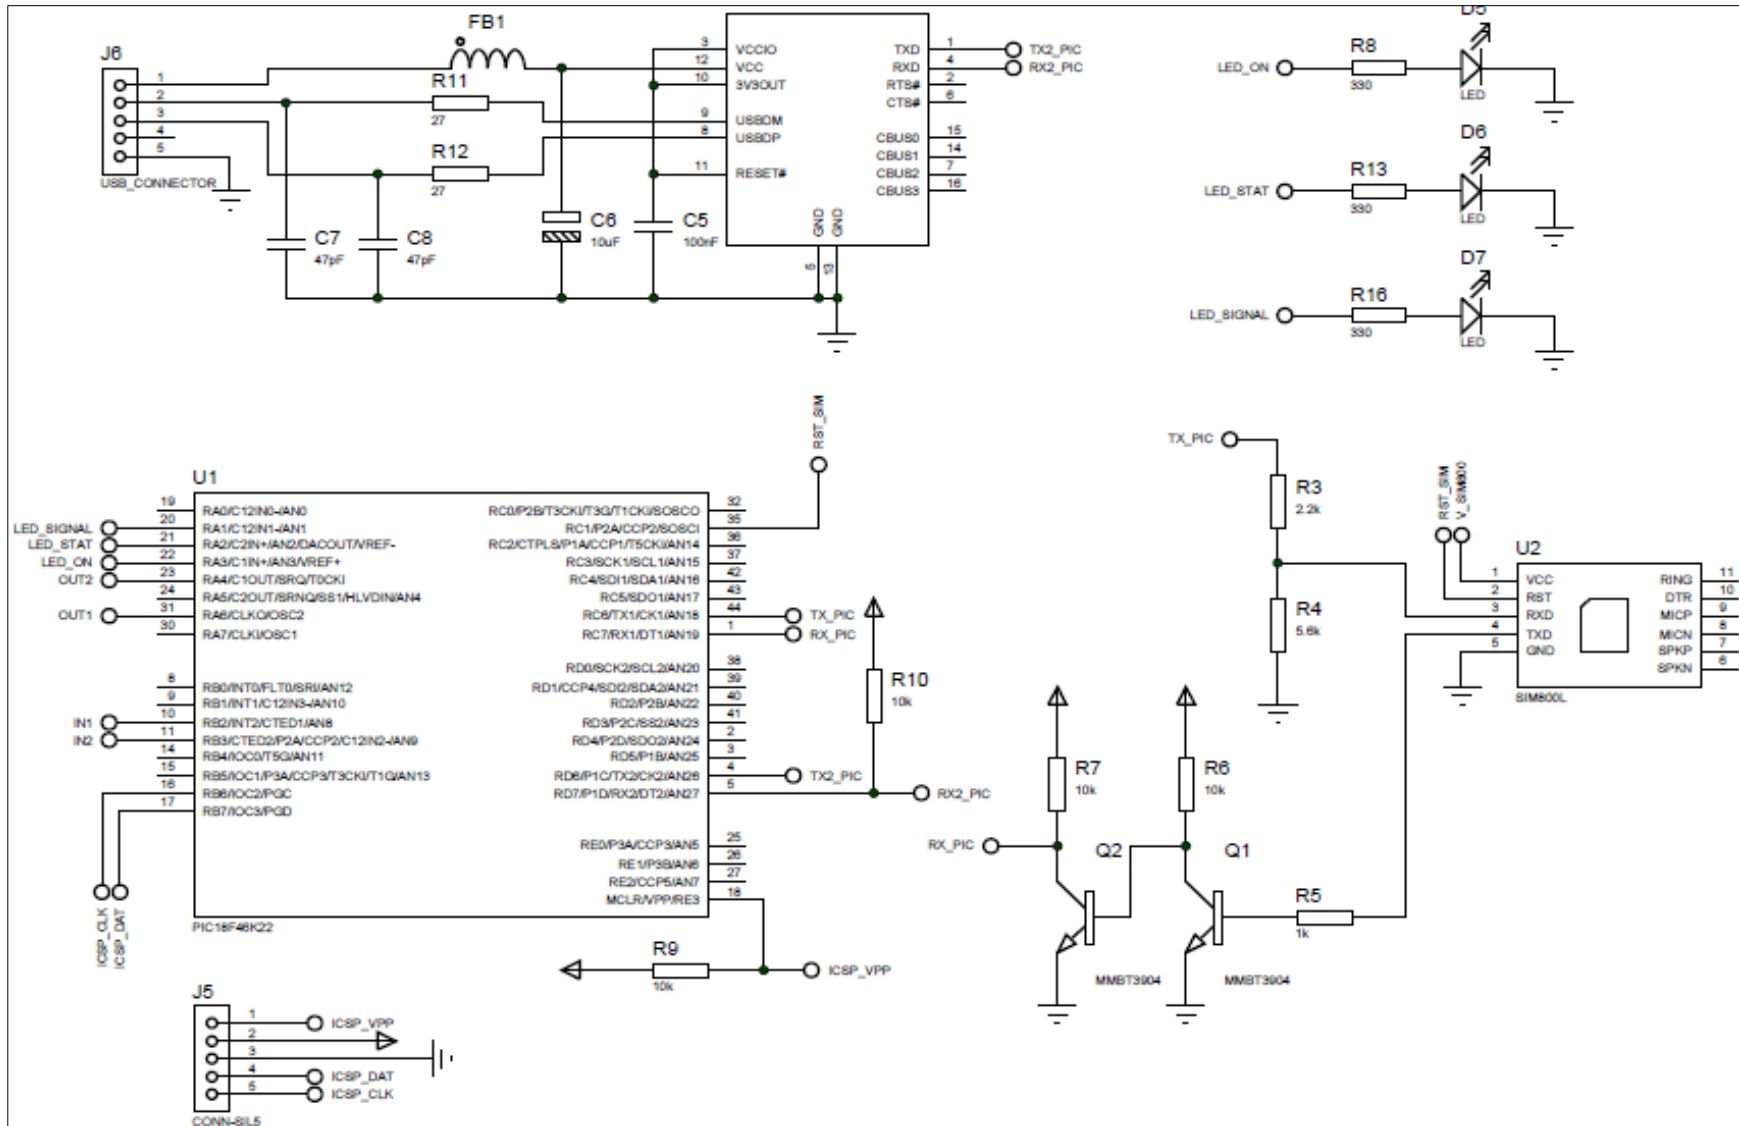 FB1
J6
1
2
3
4
5
USB_CONNECTOR
R11
27
R12
27
C7
47pF
C8
47pF
C6
10uF
C5
100nF
3
12
10
9
8
11
VCCIO
VCC
3V3OUT
USBDM
USBDP
RESET#
GND
GND
5
13
TXD
RXD
RTS#
CTS#
CBUS0
CBUS1
CBUS2
CBUS3
1
4
2
6
15
14
7
16
TX2_PIC
RX2_PIC
D5
R8
LED_ON
330
LED
D6
R13
LED_STAT
330
LED
D7
R16
LED_SIGNAL
330
LED
U1
19 RA0/C12IN0-/AN0
LED_SIGNAL 20 RA1/C12IN1-/AN1
LED_STAT 21 RA2/C2IN+/AN2/DACOUT/VREF-
LED_ON 22 RA3/C1IN+/AN3/VREF+
OUT2 23 RA4/C1OUT/SRQ/T0CKI
24 RA5/C2OUT/SRNQ/SS1/HLVDIN/AN4
OUT1 31 RA6/CLKO/OSC2
30 RA7/CLKI/OSC1
8 RB0/INT0/FLT0/SRI/AN12
9 RB1/INT1/C12IN3-/AN10
IN1 10 RB2/INT2/CTED1/AN8
IN2 11 RB3/CTED2/P2A/CCP2/C12IN2-/AN9
14 RB4/IOC0/T5G/AN11
15 RB5/IOC1/P3A/CCP3/T3CKI/T1G/AN13
16 RB6/IOC2/PGC
17 RB7/IOC3/PGD
ICSP_CLK
ICSP_DAT
RC0/P2B/T3CKI/T3G/T1CKI/SOSCO 32
RC1/P2A/CCP2/SOSCI 35
RC2/CTPLS/P1A/CCP1/T5CKI/AN14 36
RC3/SCK1/SCL1/AN15 37
RC4/SDI1/SDA1/AN16 42
RC5/SDO1/AN17 43
RC6/TX1/CK1/AN18 44 TX_PIC
RC7/RX1/DT1/AN19 1 RX_PIC
RD0/SCK2/SCL2/AN20 38
RD1/CCP4/SDI2/SDA2/AN21 39
RD2/P2B/AN22 40
RD3/P2C/SS2/AN23 41
RD4/P2D/SDO2/AN24 2
RD5/P1B/AN25 3
RD6/P1C/TX2/CK2/AN26 4 TX2_PIC
RD7/P1D/RX2/DT2/AN27 5 RX2_PIC
RE0/P3A/CCP3/AN5 25
RE1/P3B/AN6 26
RE2/CCP5/AN7 27
MCLR/VPP/RE3 18
PIC18F46K22
RST_SIM
R10
10k
R9
10k
ICSP_VPP
J5
1 ICSP_VPP
2
3
4 ICSP_DAT
5 ICSP_CLK
CONN-SIL5
TX_PIC
R3
2.2k
R4
5.6k
RST_SIM
V_SIM800
U2
1 VCC
2 RST
3 RXD
4 TXD
5 GND
RING 11
DTR 10
MICP 9
MICN 8
SPKP 7
SPKN 6
SIM800L
R7
10k
R6
10k
RX_PIC
Q2
Q1
R5
1k
MMBT3904
MMBT3904